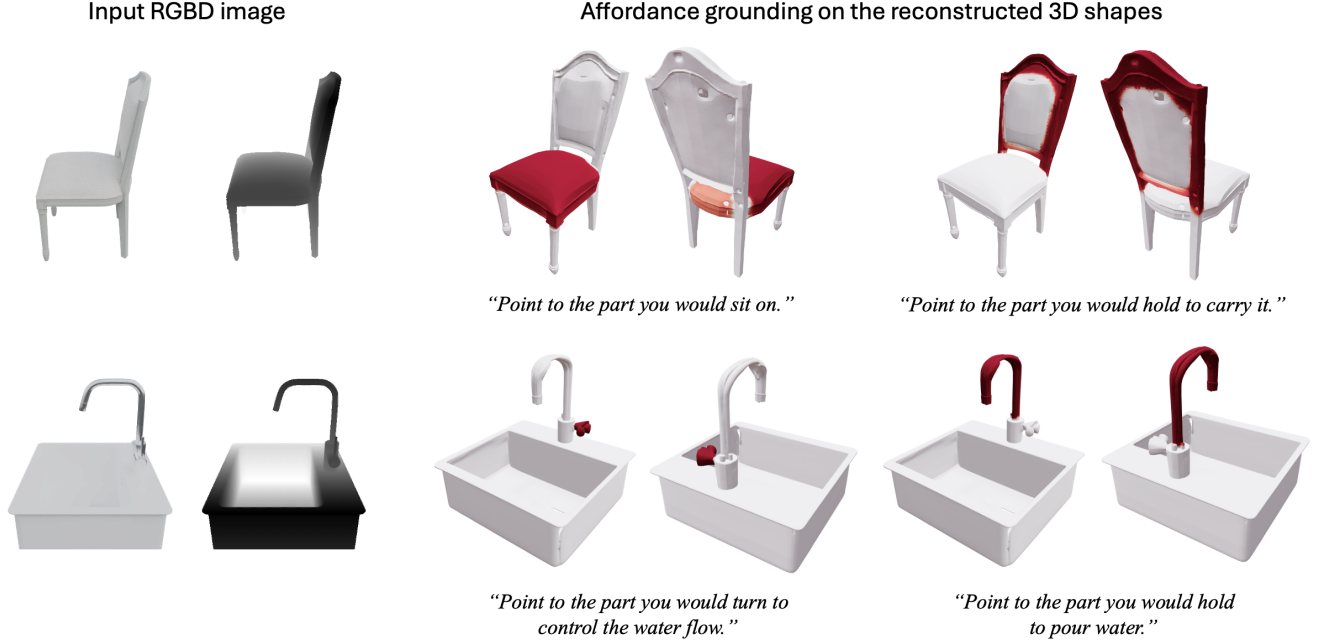 Input RGBD image
Affordance grounding on the reconstructed 3D shapes
“Point to the part you would sit on.”
“Point to the part you would hold to carry it.”
“Point to the part you would turn to
control the water flow.”
“Point to the part you would hold
to pour water.”